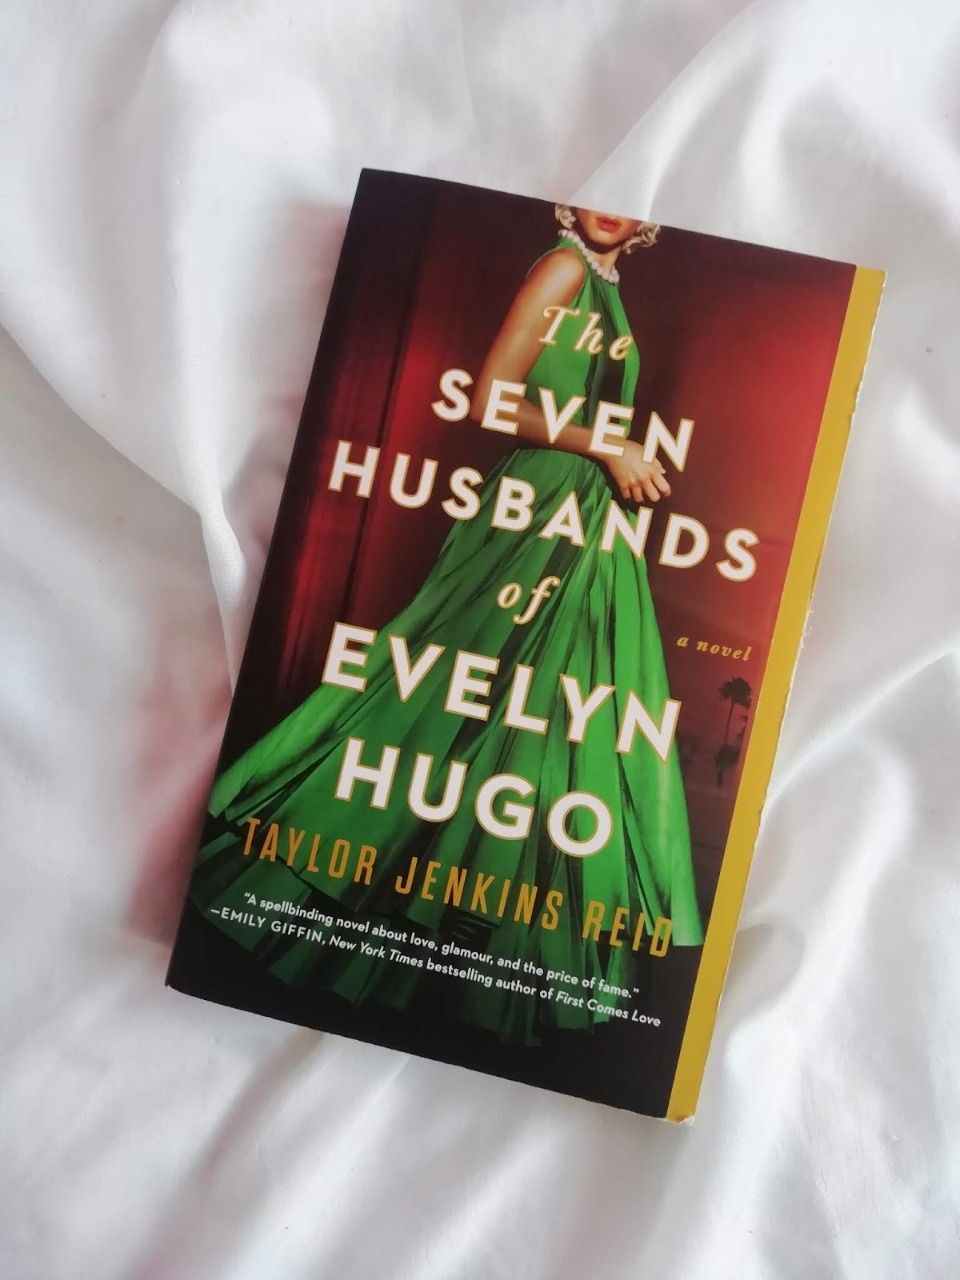 The
SEVEN
HUSBANDS
of
EVELYN
HUGO
a novel
TAYLOR JENKINS REID
“A spellbinding novel about love, glamour, and the price of fame.”
—EMILY GIFFIN, New York Times bestselling author of First Comes Love